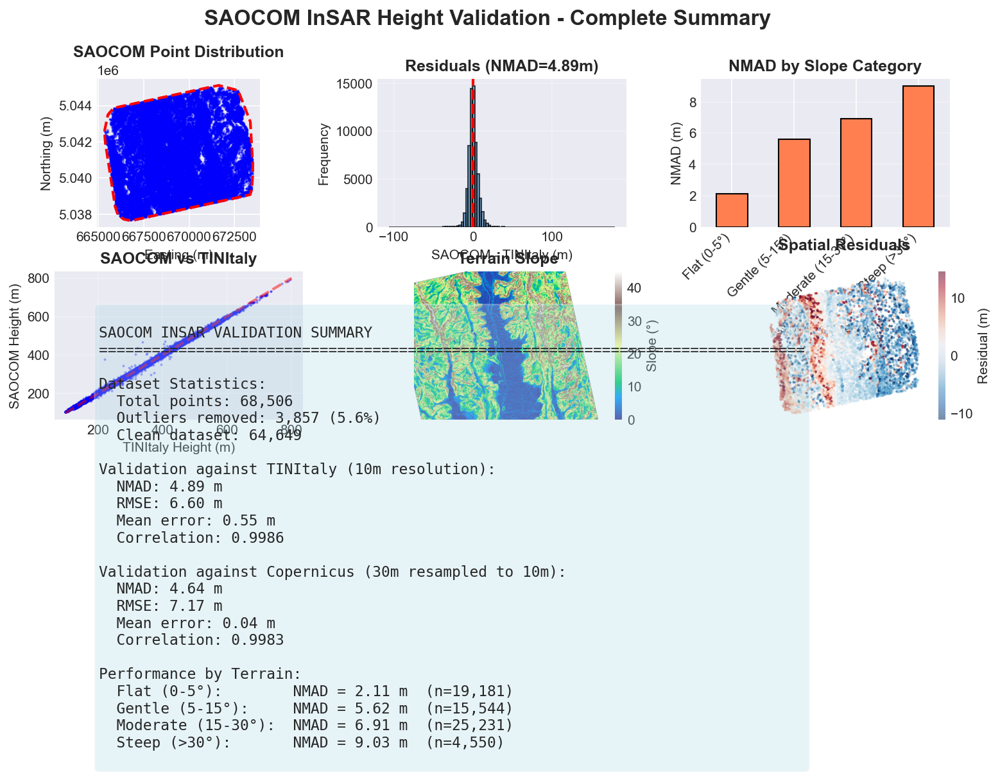 SAOCOM InSAR Height Validation - Complete Summary
SAOCOM Point Distribution
1e6
5.044
5.042
5.040
5.038
Northing (m)
665000 667500 670000 672500
Easting (m)
Residuals (NMAD=4.89m)
15000
10000
5000
0
Frequency
−100 0 100
SAOCOM - TINItaly (m)
NMAD by Slope Category
8
6
4
2
0
NMAD (m)
Flat (0-5°)
Gentle (5-15°)
Moderate (15-30°)
Steep (>30°)
SAOCOM vs TINItaly
800
600
400
200
SAOCOM Height (m)
200 400 600 800
TINItaly Height (m)
Terrain Slope
40
30
20
10
0
Slope (°)
Spatial Residuals
10
0
−10
Residual (m)
SAOCOM INSAR VALIDATION SUMMARY
Dataset Statistics:
Total points: 68,506
Outliers removed: 3,857 (5.6%)
Clean dataset: 64,649
Validation against TINItaly (10m resolution):
NMAD: 4.89 m
RMSE: 6.60 m
Mean error: 0.55 m
Correlation: 0.9986
Validation against Copernicus (30m resampled to 10m):
NMAD: 4.64 m
RMSE: 7.17 m
Mean error: 0.04 m
Correlation: 0.9983
Performance by Terrain:
Flat (0-5°): NMAD = 2.11 m (n=19,181)
Gentle (5-15°): NMAD = 5.62 m (n=15,544)
Moderate (15-30°): NMAD = 6.91 m (n=25,231)
Steep (>30°): NMAD = 9.03 m (n=4,550)